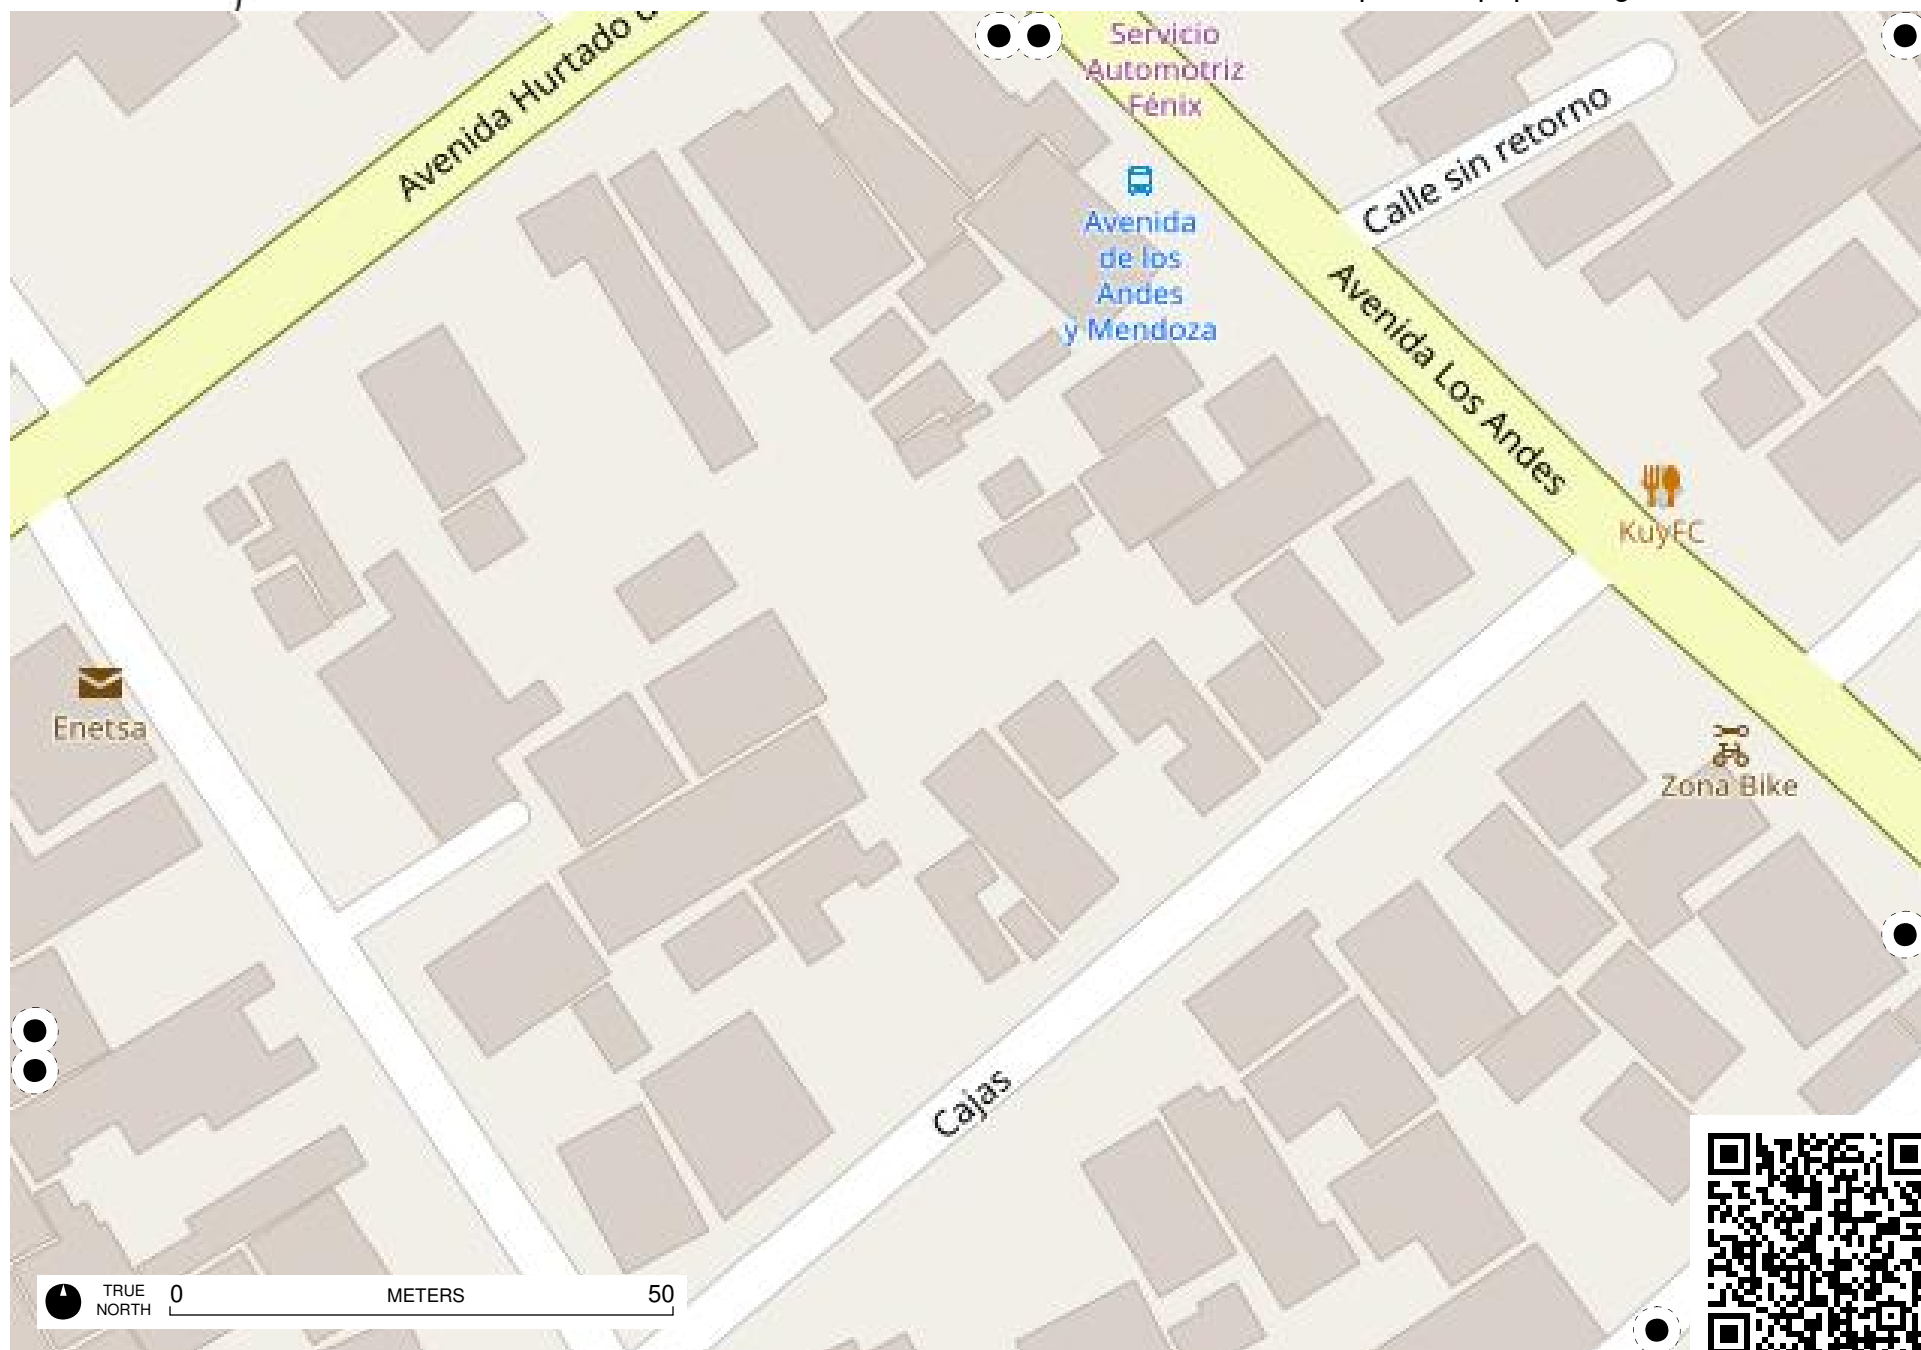 Avenida Hurtado
Servicio
Automotriz
Fénix
Calle sin retorno
Avenida
de los
Andes
y Mendoza
Avenida Los Andes
KuyFC
Enetsa
Zona Bike
Cajas
TRUE
NORTH
0
METERS
50